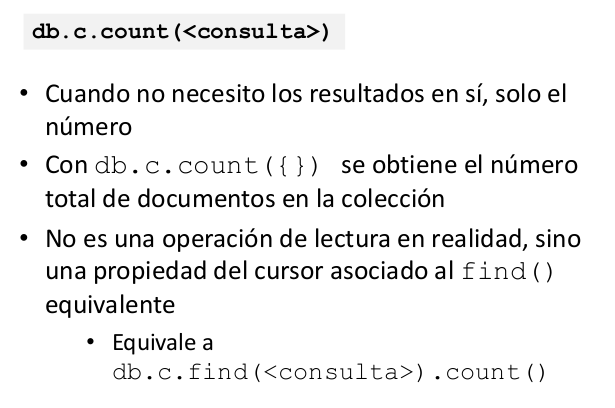 db.c.count(<consulta>)
• Cuando no necesito los resultados en sí, solo el
número
• Con db.c.count({}) se obtiene el número
total de documentos en la colección
• No es una operación de lectura en realidad, sino
una propiedad del cursor asociado al find()
equivalente
• Equivale a
db.c.find(<consulta>).count()